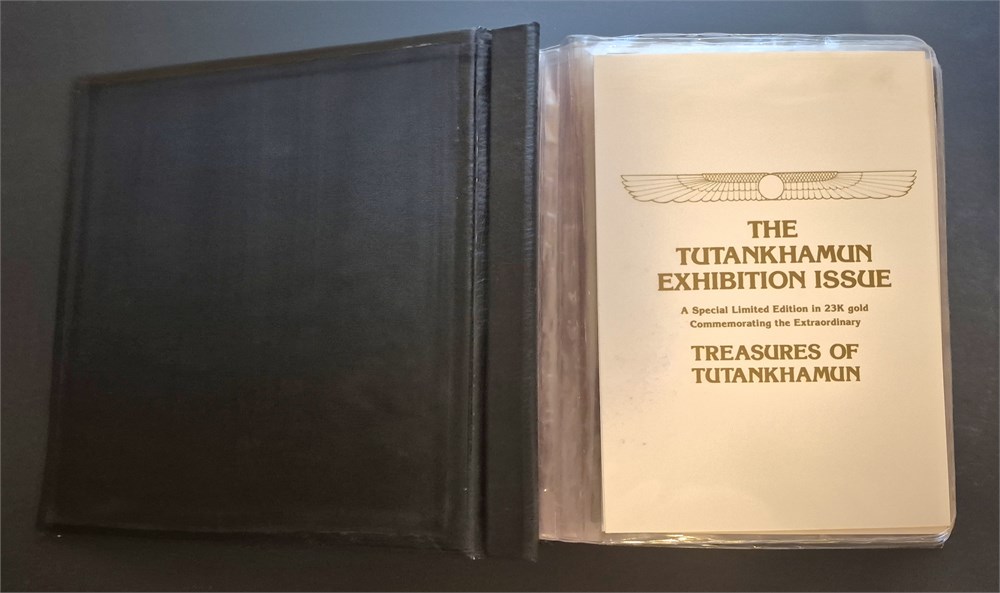 THE
TUTANKHAMUN
EXHIBITION ISSUE
A Special Limited Edition in 23K gold
Commemorating the Extraordinary
TREASURES OF
TUTANKHAMUN